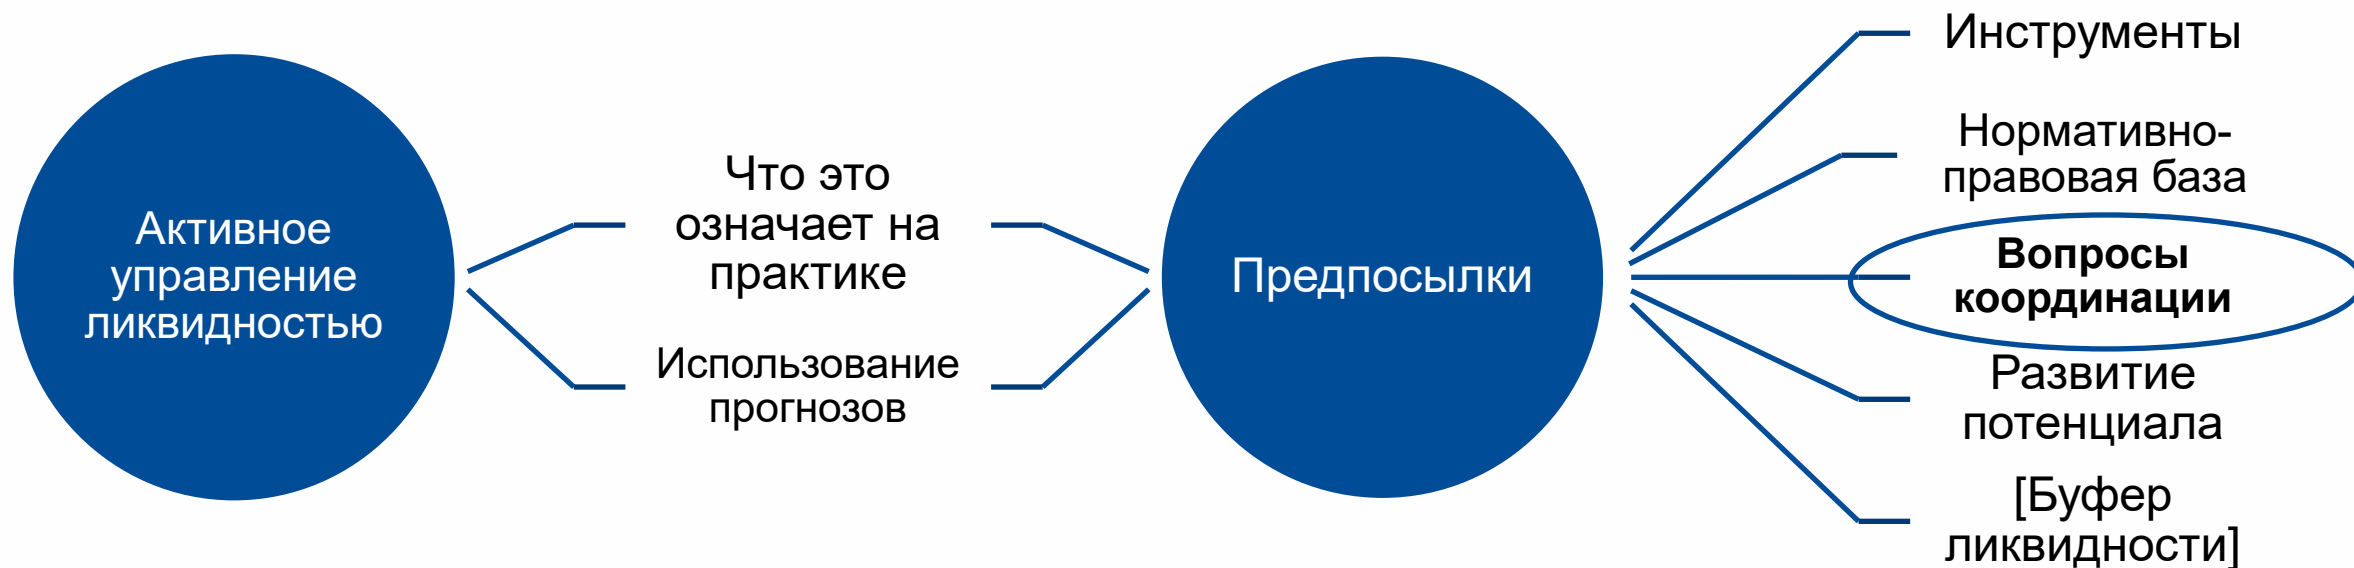 Активное
управление
ликвидностью
Что это
означает на
практике
Использование
прогнозов
Предпосылки
Инструменты
Нормативно-
правовая база
Вопросы
координации
Развитие
потенциала
[Буфер
ликвидности]